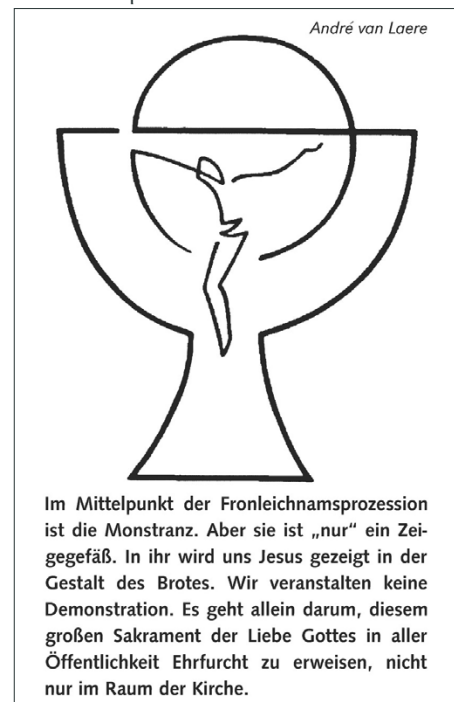 André van Laere
Im Mittelpunkt der Fronleichnamsprozession
ist die Monstranz. Aber sie ist „nur“ ein Zei-
gegefäß. In ihr wird uns Jesus gezeigt in der
Gestalt des Brotes. Wir veranstalten keine
Demonstration. Es geht allein darum, diesem
großen Sakrament der Liebe Gottes in aller
Öffentlichkeit Ehrfurcht zu erweisen, nicht
nur im Raum der Kirche.